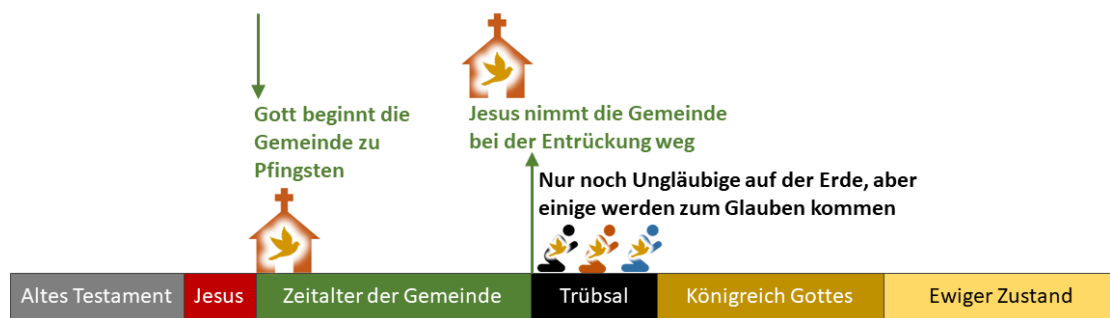 Gott beginnt die
Gemeinde zu
Pfingsten
Jesus nimmt die Gemeinde
bei der Entrückung weg
Nur noch Ungläubige auf der Erde, aber
einige werden zum Glauben kommen
Altes Testament
Jesus
Zeitalter der Gemeinde
Trübsal
Königreich Gottes
Ewiger Zustand